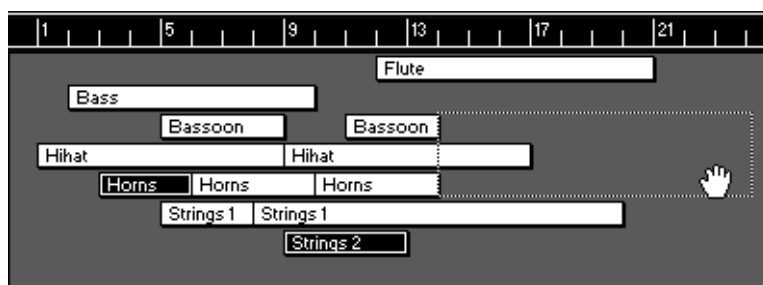 1 5 9 13 17 21
Flute
Bass
Bassoon Bassoon
Hihat Hihat
Horns Horns Horns
Strings 1 Strings 1
Strings 2